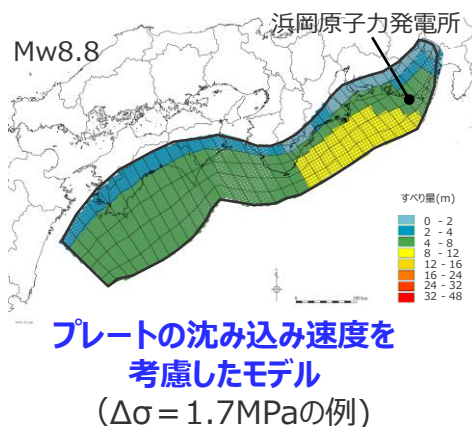 浜岡原子力発電所
Mw8.8
すべり量(m)
0 - 2
2 - 4
4 - 8
8 - 12
12 - 16
16 - 24
24 - 32
32 - 48
プレートの沈み込み速度を
考慮したモデル
（Δσ＝1.7MPaの例）